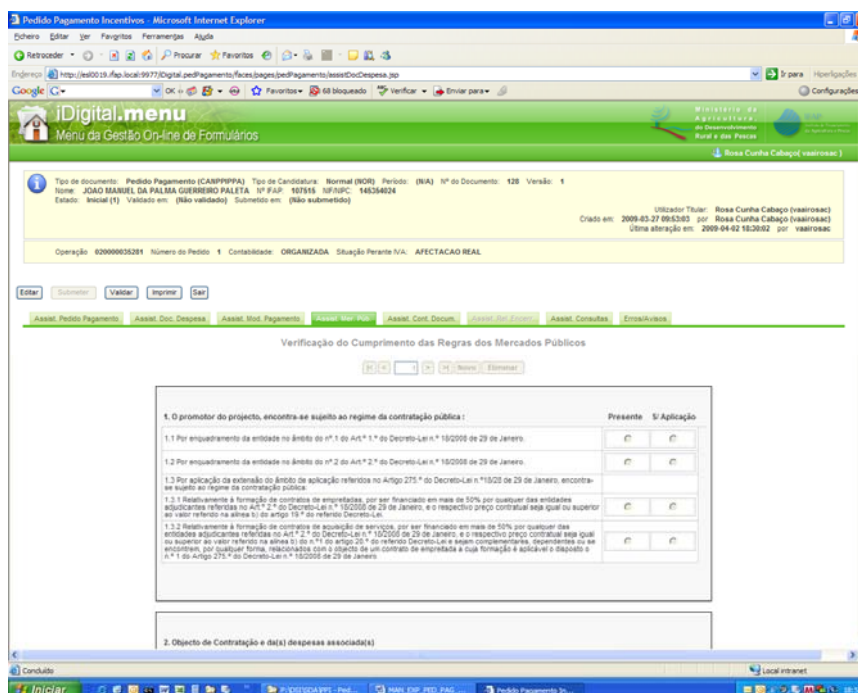 Pedido Pagamento Incentivos - Microsoft Internet Explorer
Ficheiro Editar Ver Favoritos Ferramentas Ajuda
Retroceder Procurar Favoritos
Endereço http://esl0019.ifap.local:9977/iDigital.pedPagamento/faces/pages/pedPagamento/assistDocDespesa.jsp Ir para Hiperligações
Google G OK Favoritos 68 bloqueado Verificar Enviar para Configurações
iDigital.menu
Menu da Gestão On-line de Formulários
Ministério da
Agricultura
do Desenvolvimento
Rural e das Pescas
Rosa Cunha Cabaço( vaairosac )
Tipo de documento: Pedido Pagamento (CANPPIPPA) Tipo de Candidatura: Normal (NOR) Período: (N/A) Nº do Documento: 128 Versão: 1
Nome: JOAO MANUEL DA PALMA GUERREIRO PALETA Nº IFAP: 107515 NIF/NIPC: 145354024
Estado: Inicial (1) Validado em: (Não validado) Submetido em: (Não submetido)
Utilizador Titular: Rosa Cunha Cabaço (vaairosac)
Criado em: 2009-03-27 09:53:03 por Rosa Cunha Cabaço (vaairosac)
Última alteração em: 2009-04-02 18:30:02 por vaairosac
Operação 020000035281 Número do Pedido 1 Contabilidade: ORGANIZADA Situação Perante IVA: AFECTACAO REAL
Editar Submeter Validar Imprimir Sair
Assist. Pedido Pagamento Assist. Doc. Despesa Assist. Mod. Pagamento Assist. Mer. Púb. Assist. Cont. Docum. Assist. Rel. Encerr. Assist. Consultas Erros/Avisos
Verificação do Cumprimento das Regras dos Mercados Públicos
Novo Eliminar
1. O promotor do projecto, encontra-se sujeito ao regime da contratação pública : Presente S/ Aplicação
1.1 Por enquadramento da entidade no âmbito do nº.1 do Art.º 1.º do Decreto-Lei n.º 18/2008 de 29 de Janeiro.
1.2 Por enquadramento da entidade no âmbito do nº.2 do Art.º 2.º do Decreto-Lei n.º 18/2008 de 29 de Janeiro.
1.3 Por aplicação da extensão do âmbito de aplicação referidos no Artigo 275.º do Decreto-Lei n.º18/28 de 29 de Janeiro, encontra-
se sujeito ao regime da contratação pública:
1.3.1 Relativamente à formação de contratos de empreitadas, por ser financiado em mais de 50% por qualquer das entidades
adjudicantes referidas no Art.º 2.º do Decreto-Lei n.º 18/2008 de 29 de Janeiro, e o respectivo preço contratual seja igual ou superior
ao valor referido na alínea b) do artigo 19.º do referido Decreto-Lei.
1.3.2 Relativamente à formação de contratos de aquisição de serviços, por ser financiado em mais de 50% por qualquer das
entidades adjudicantes referidas no Art.º 2.º do Decreto-Lei n.º 18/2008 de 29 de Janeiro, e o respectivo preço contratual seja igual
ou superior ao valor referido na alínea b) do n.º1 do artigo 20.º do referido Decreto-Lei e sejam complementares, dependentes ou se
encontrem, por qualquer forma, relacionados com o objecto de um contrato de empreitada a cuja formação é aplicável o disposto o
n.º 1 do Artigo 275.º do Decreto-Lei n.º 18/2008 de 29 de Janeiro
2. Objecto de Contratação e da(s) despesas associada(s)
Concluído Local intranet
Iniciar P:\DSI\SDA\PPI - Ped... MAN_EXP_PED_PAG_... Pedido Pagamento In...